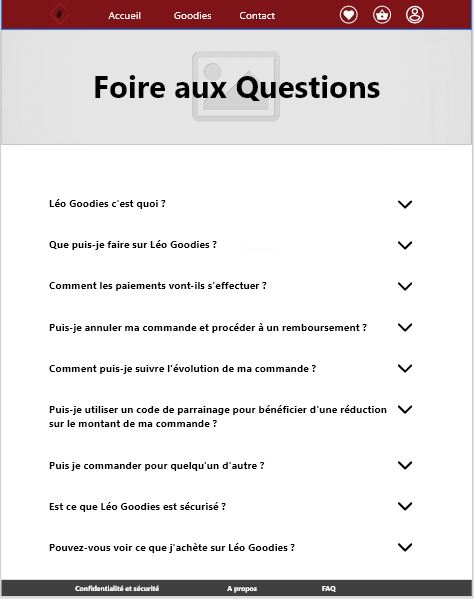 Accueil Goodies Contact
Foire aux Questions
Léo Goodies c'est quoi ?
Que puis-je faire sur Léo Goodies ?
Comment les paiements vont-ils s'effectuer ?
Puis-je annuler ma commande et procéder à un remboursement ?
Comment puis-je suivre l'évolution de ma commande ?
Puis-je utiliser un code de parrainage pour bénéficier d'une réduction
sur le montant de ma commande ?
Puis je commander pour quelqu'un d'autre ?
Est ce que Léo Goodies est sécurisé ?
Pouvez-vous voir ce que j'achète sur Léo Goodies ?
Confidentialité et sécurité A propos FAQ